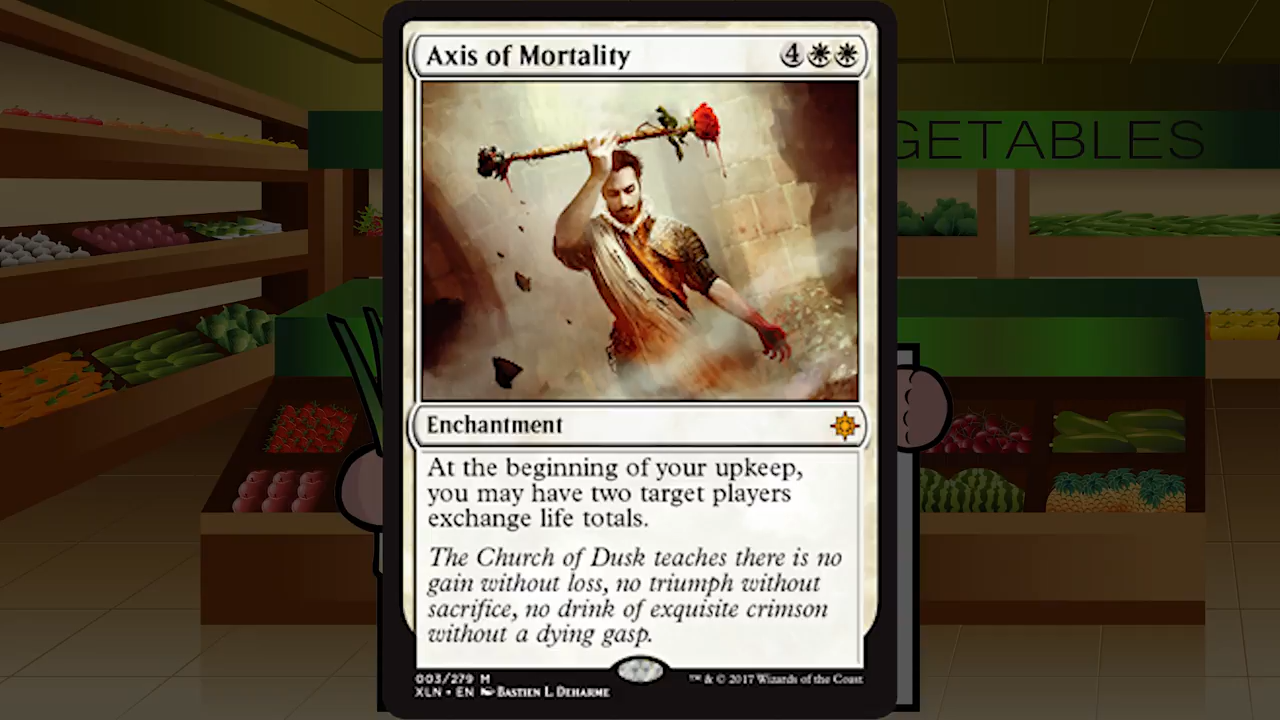 Axis of Mortality
4
GETABLES
Enchantment
At the beginning of your upkeep,
you may have two target players
exchange life totals.
The Church of Dusk teaches there is no
gain without loss, no triumph without
sacrifice, no drink of exquisite crimson
without a dying gasp.
003/279 M
XLN • EN Bastien L. Deharme
™ & © 2017 Wizards of the Coast